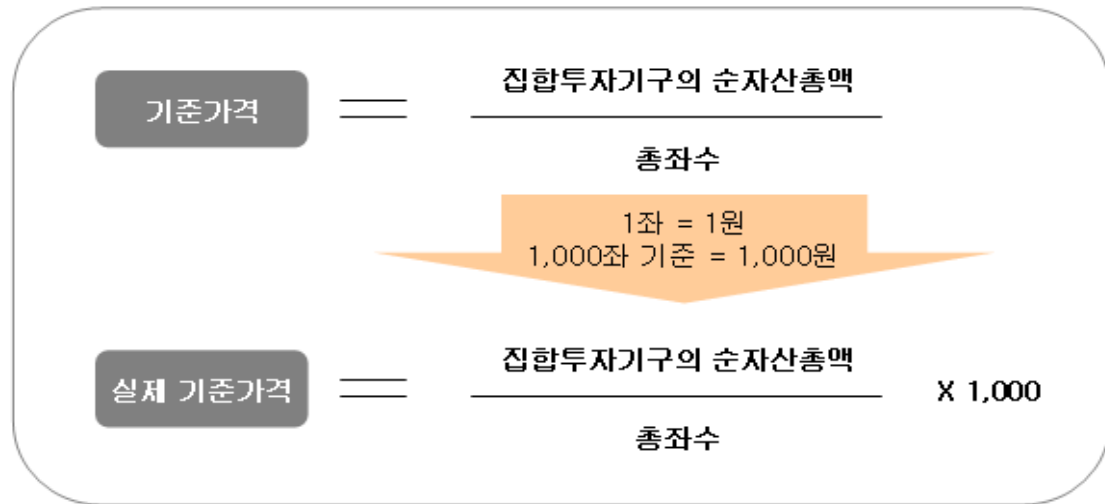 집합투자기구의 순자산총액
기준가격
총좌수
1좌 = 1원
1,000좌 기준 = 1,000원
집합투자기구의 순자산총액
실제 기준가격
X 1,000
총좌수